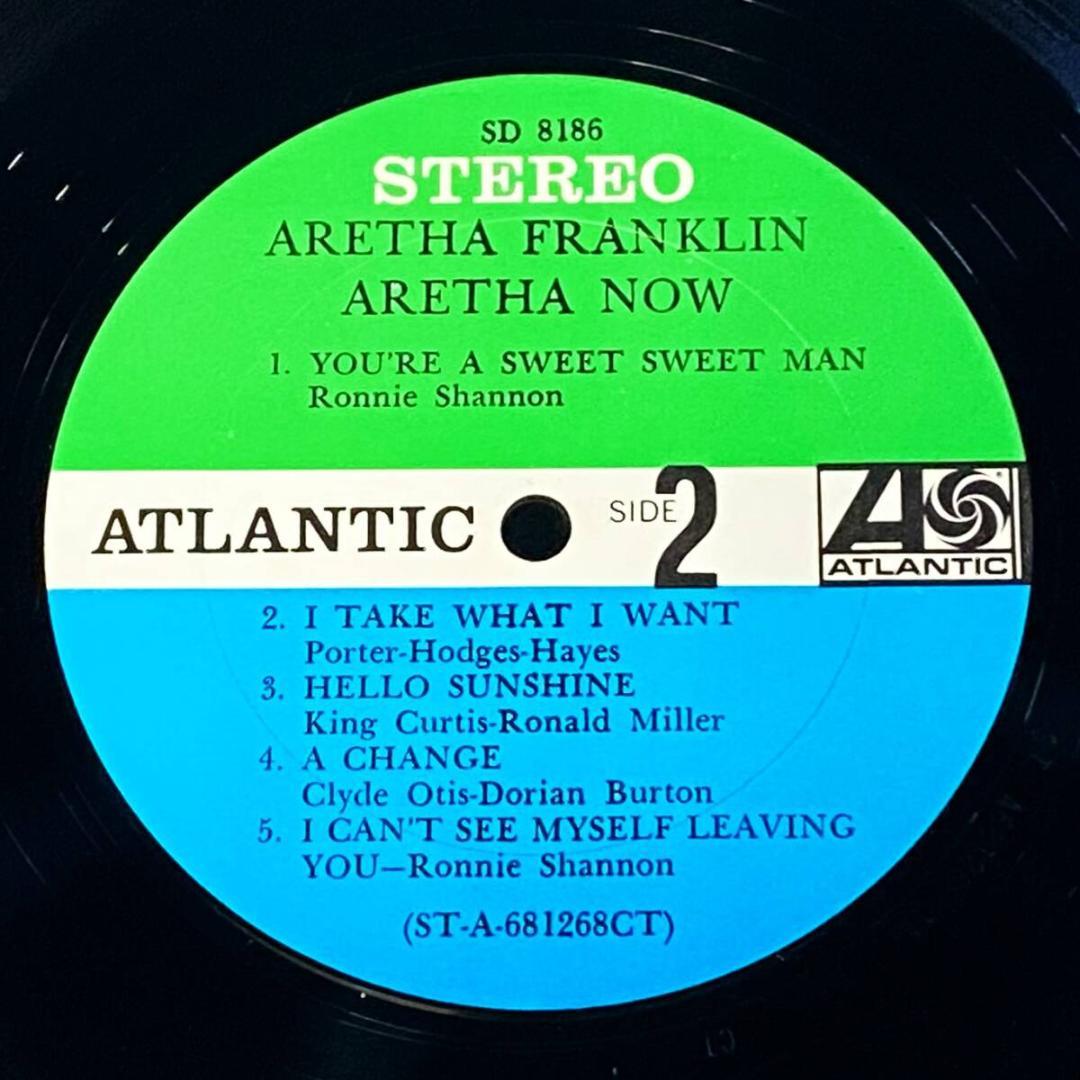 SD 8186
STEREO
ARETHA FRANKLIN
ARETHA NOW
1. YOU'RE A SWEET SWEET MAN
Ronnie Shannon
ATLANTIC
SIDE 2
A
ATLANTIC
2. I TAKE WHAT I WANT
Porter-Hodges-Hayes
3. HELLO SUNSHINE
King Curtis-Ronald Miller
4. A CHANGE
Clyde Otis-Dorian Burton
5. I CAN'T SEE MYSELF LEAVING
YOU—Ronnie Shannon
(ST-A-681268CT)